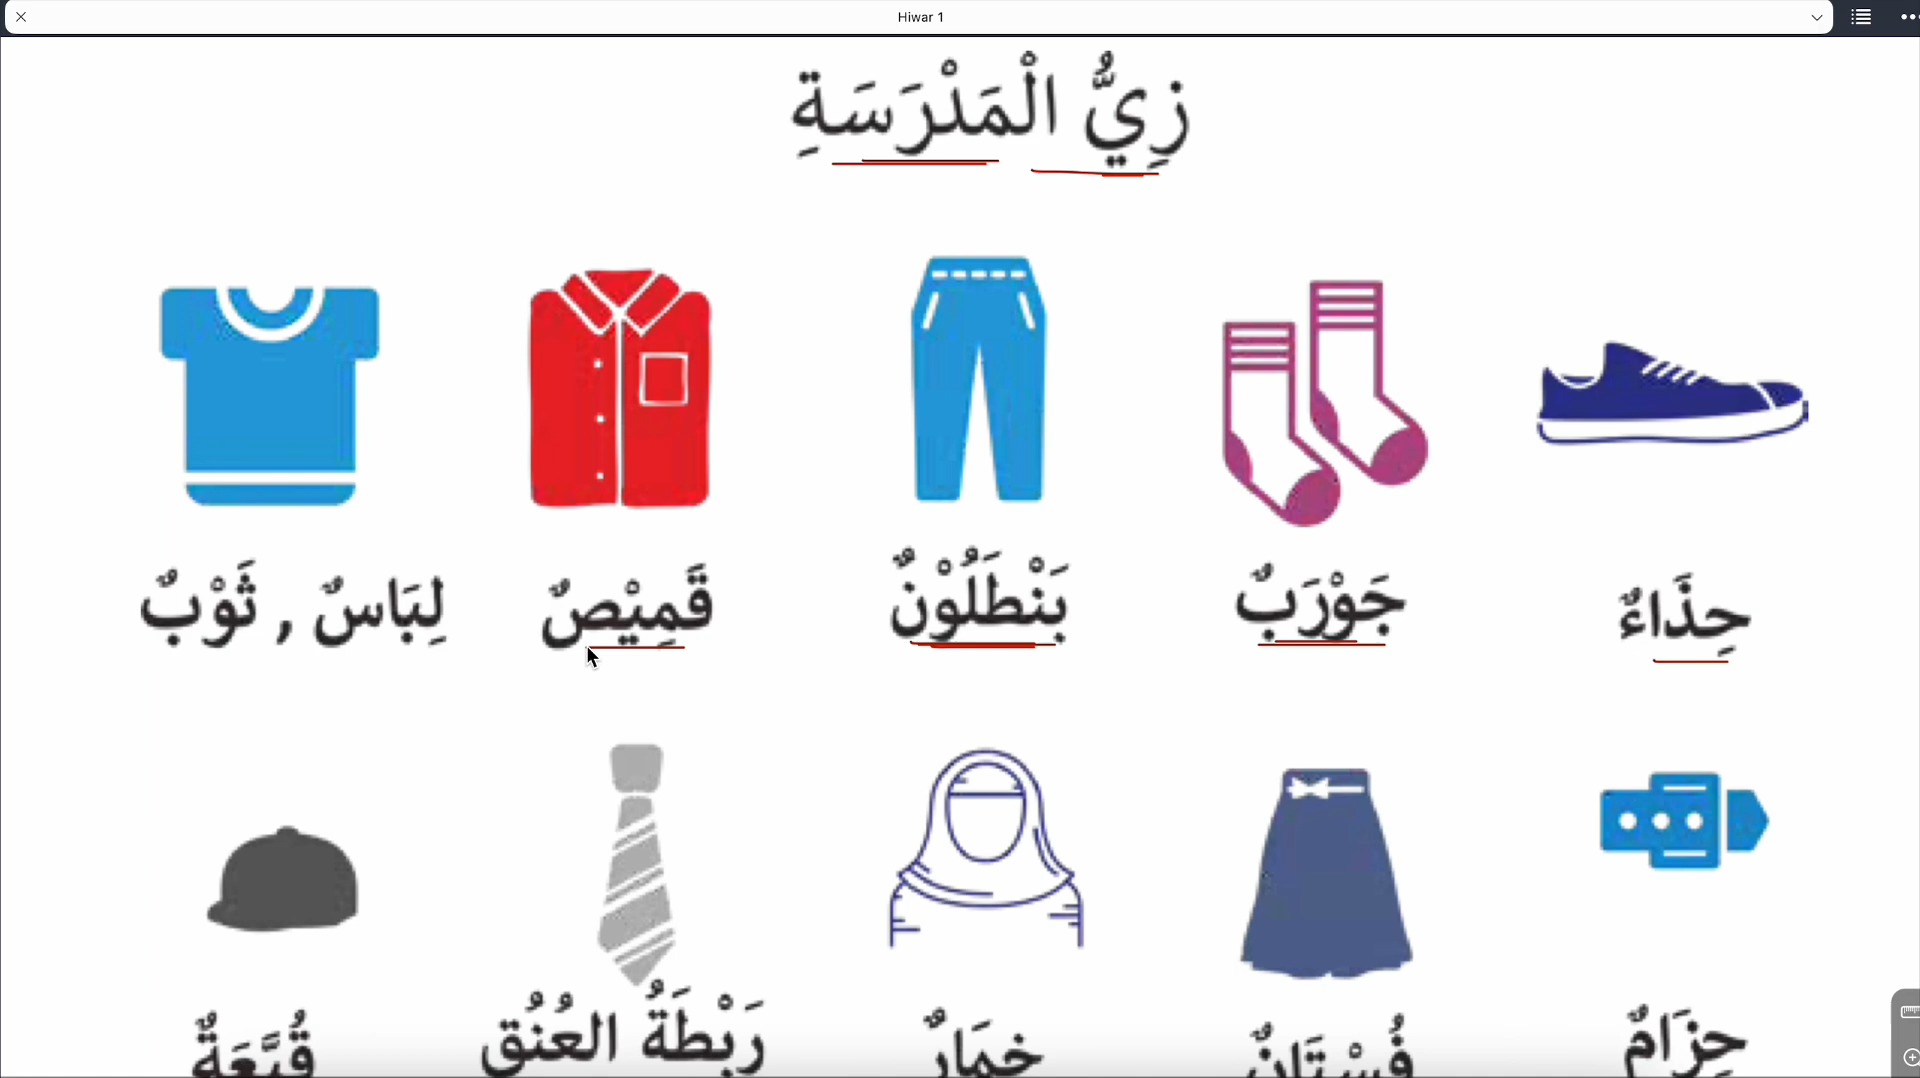 Hiwar 1
زِيُّ الْمَدْرَسَةِ
حِذَاءٌ
جَوْرَبٌ
بَنْطَلُوْنٌ
قَمِيْصٌ
لِبَاسٌ , ثَوْبٌ
حِزَامٌ
فُسْتَانٌ
خِمَارٌ
رَبْطَةُ العُنُق
قُبَّعَةٌ